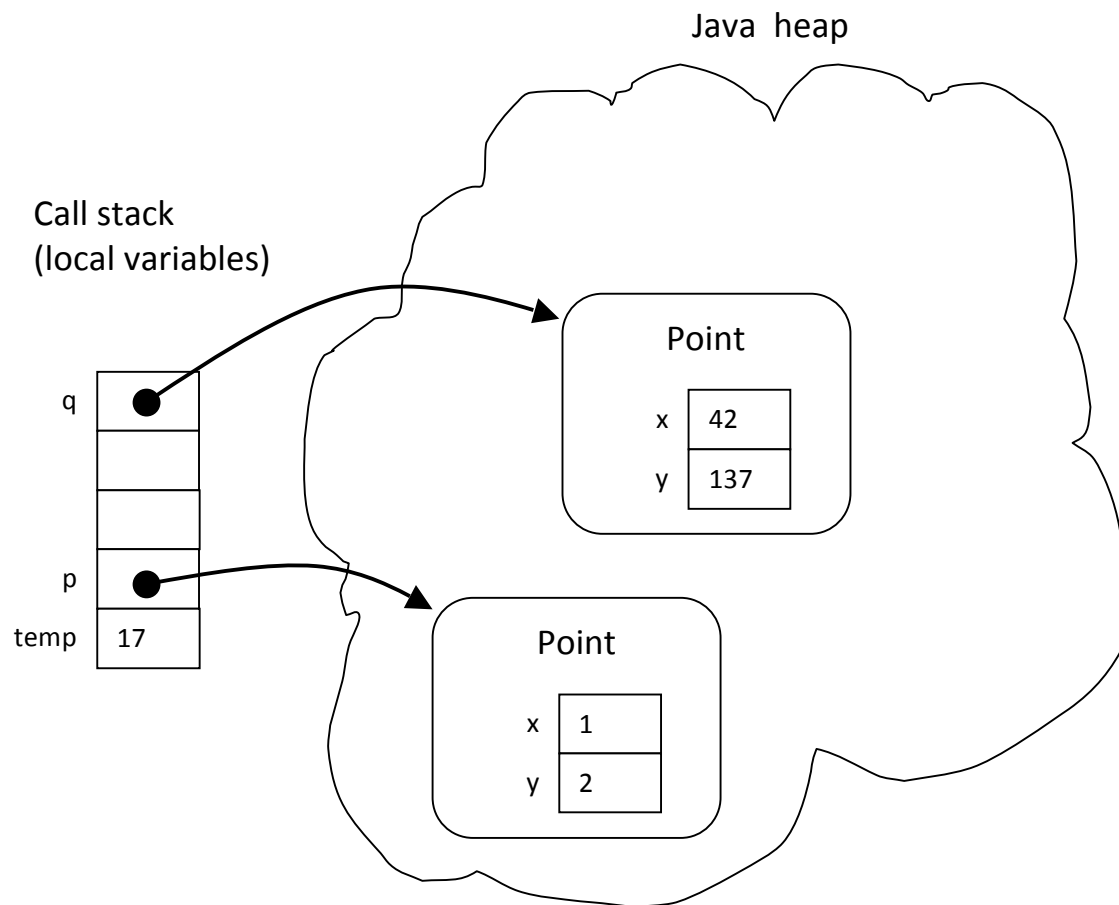 Java heap
Call stack
(local variables)
Point
q
x 42
y 137
p
temp 17
Point
x 1
y 2